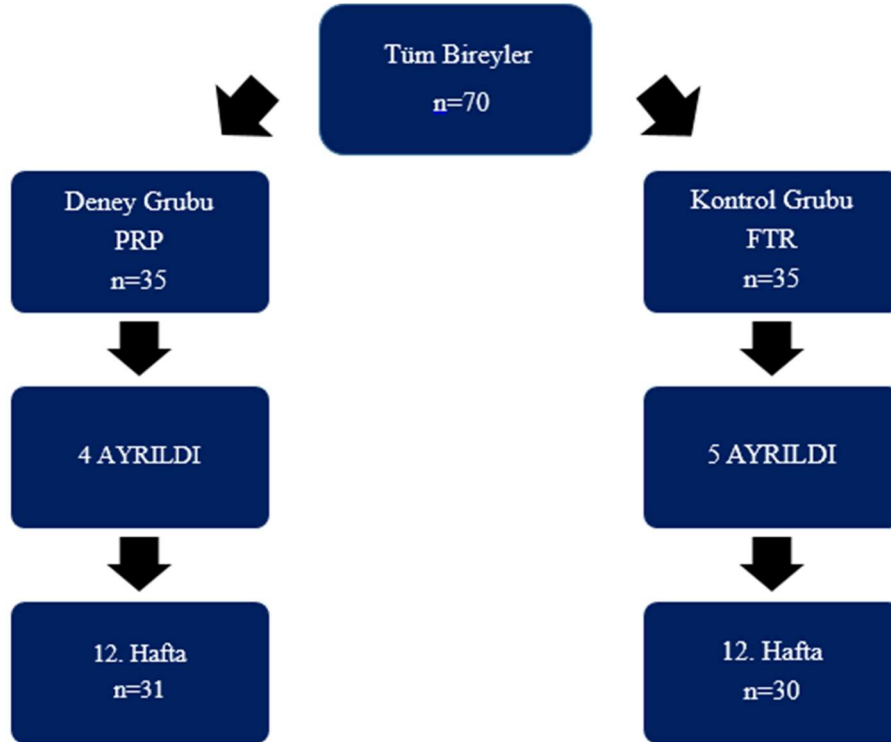 Tüm Bireyler
n=70
Deney Grubu
PRP
n=35
Kontrol Grubu
FTR
n=35
4 AYRILDI
5 AYRILDI
12. Hafta
n=31
12. Hafta
n=30